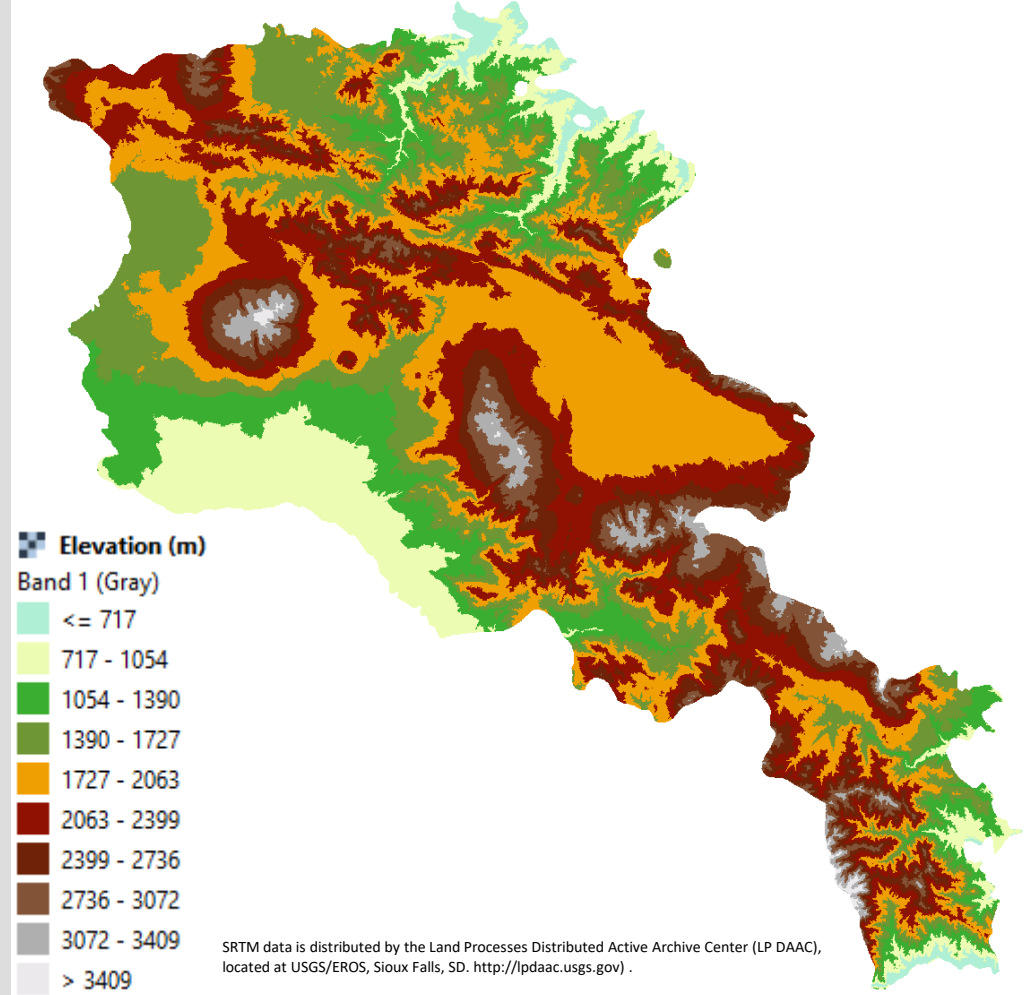 Elevation (m)
Band 1 (Gray)
<= 717
717 - 1054
1054 - 1390
1390 - 1727
1727 - 2063
2063 - 2399
2399 - 2736
2736 - 3072
3072 - 3409
> 3409
SRTM data is distributed by the Land Processes Distributed Active Archive Center (LP DAAC),
located at USGS/EROS, Sioux Falls, SD. http://lpdaac.usgs.gov) .